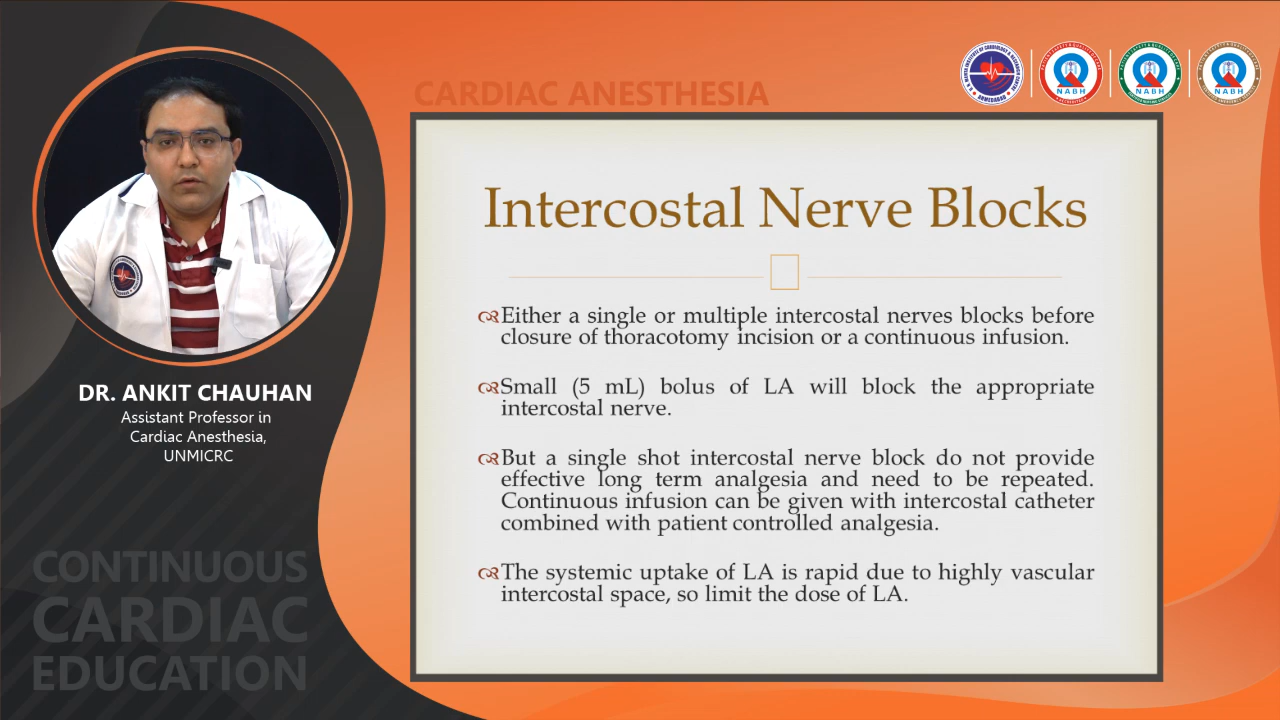 CARDIAC ANESTHESIA
NABH
NABH
NABH
Intercostal Nerve Blocks
Either a single or multiple intercostal nerves blocks before
closure of thoracotomy incision or a continuous infusion.
Small (5 mL) bolus of LA will block the appropriate
intercostal nerve.
But a single shot intercostal nerve block do not provide
effective long term analgesia and need to be repeated.
Continuous infusion can be given with intercostal catheter
combined with patient controlled analgesia.
The systemic uptake of LA is rapid due to highly vascular
intercostal space, so limit the dose of LA.
DR. ANKIT CHAUHAN
Assistant Professor in
Cardiac Anesthesia,
UNMICRC
CONTINUOUS
CARDIAC
EDUCATION